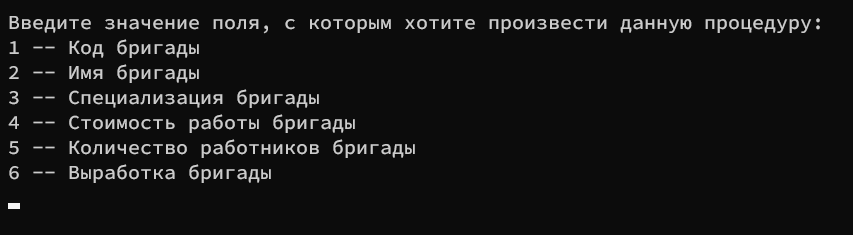 Введите значение поля, с которым хотите произвести данную процедуру:
1 -- Код бригады
2 -- Имя бригады
3 -- Специализация бригады
4 -- Стоимость работы бригады
5 -- Количество работников бригады
6 -- Выработка бригады